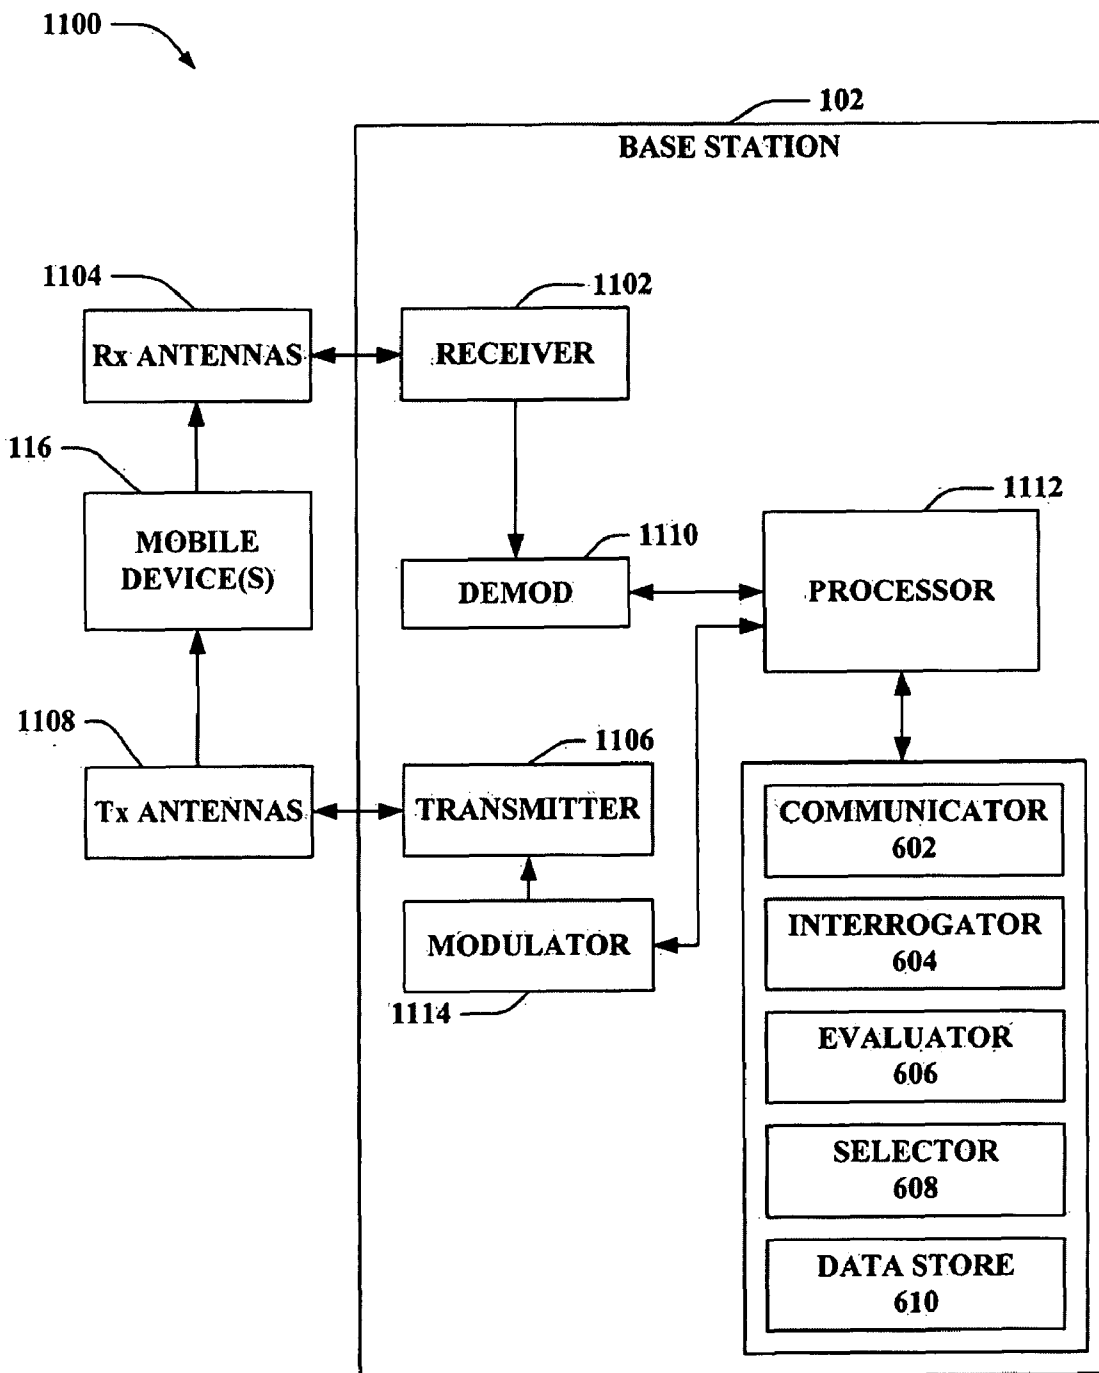 1100
102
BASE STATION
1104
1102
Rx ANTENNAS
RECEIVER
116
1112
MOBILE
DEVICE(S)
1110
DEMOD
PROCESSOR
1108
1106
Tx ANTENNAS
TRANSMITTER
COMMUNICATOR
602
MODULATOR
1114
INTERROGATOR
604
EVALUATOR
606
SELECTOR
608
DATA STORE
610